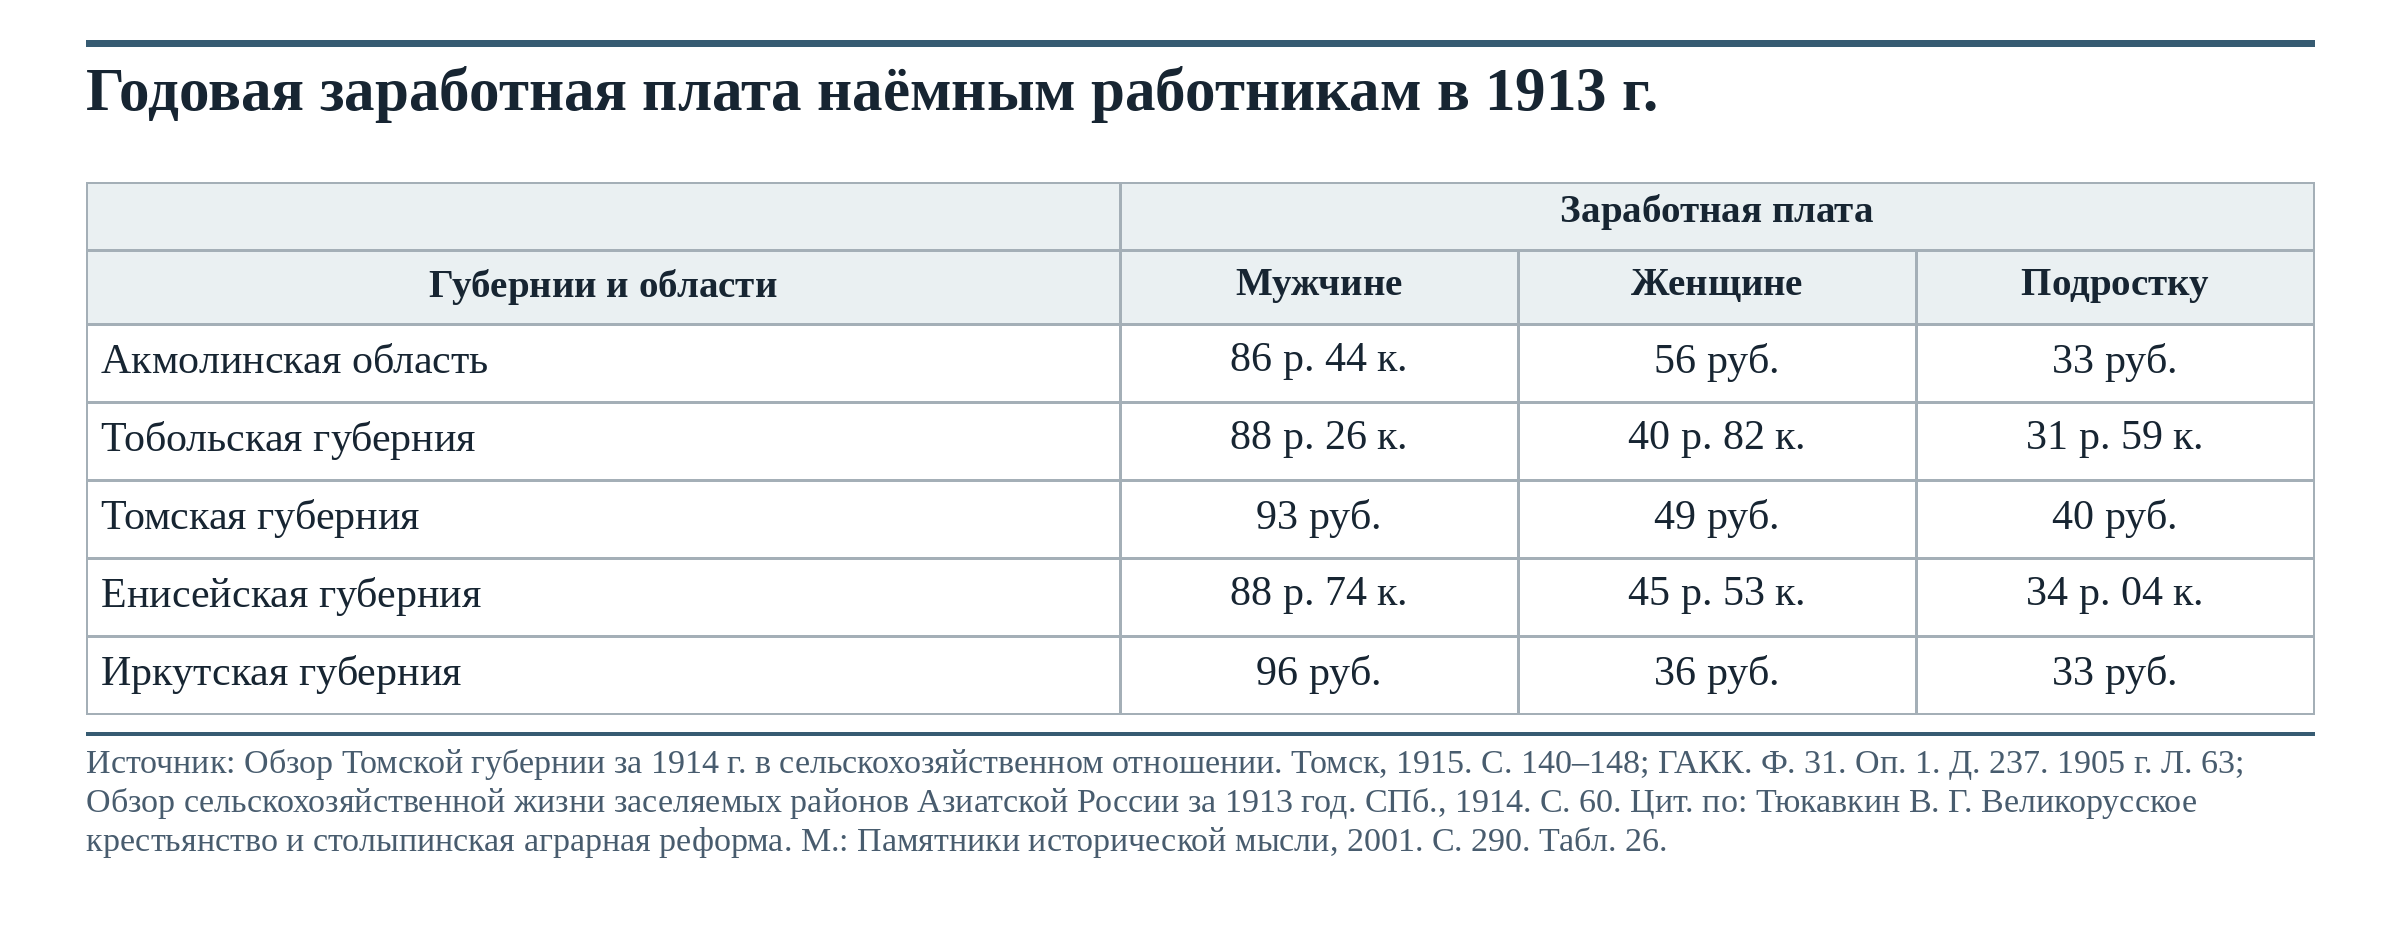 Годовая заработная плата наёмным работникам в 1913 г.
Заработная плата
Губернии и области Мужчине Женщине Подростку
Акмолинская область 86 р. 44 к. 56 руб. 33 руб.
Тобольская губерния 88 р. 26 к. 40 р. 82 к. 31 р. 59 к.
Томская губерния 93 руб. 49 руб. 40 руб.
Енисейская губерния 88 р. 74 к. 45 р. 53 к. 34 р. 04 к.
Иркутская губерния 96 руб. 36 руб. 33 руб.
Источник: Обзор Томской губернии за 1914 г. в сельскохозяйственном отношении. Томск, 1915. С. 140–148; ГАКК. Ф. 31. Оп. 1. Д. 237. 1905 г. Л. 63;
Обзор сельскохозяйственной жизни заселяемых районов Азиатской России за 1913 год. СПб., 1914. С. 60. Цит. по: Тюкавкин В. Г. Великорусское
крестьянство и столыпинская аграрная реформа. М.: Памятники исторической мысли, 2001. С. 290. Табл. 26.